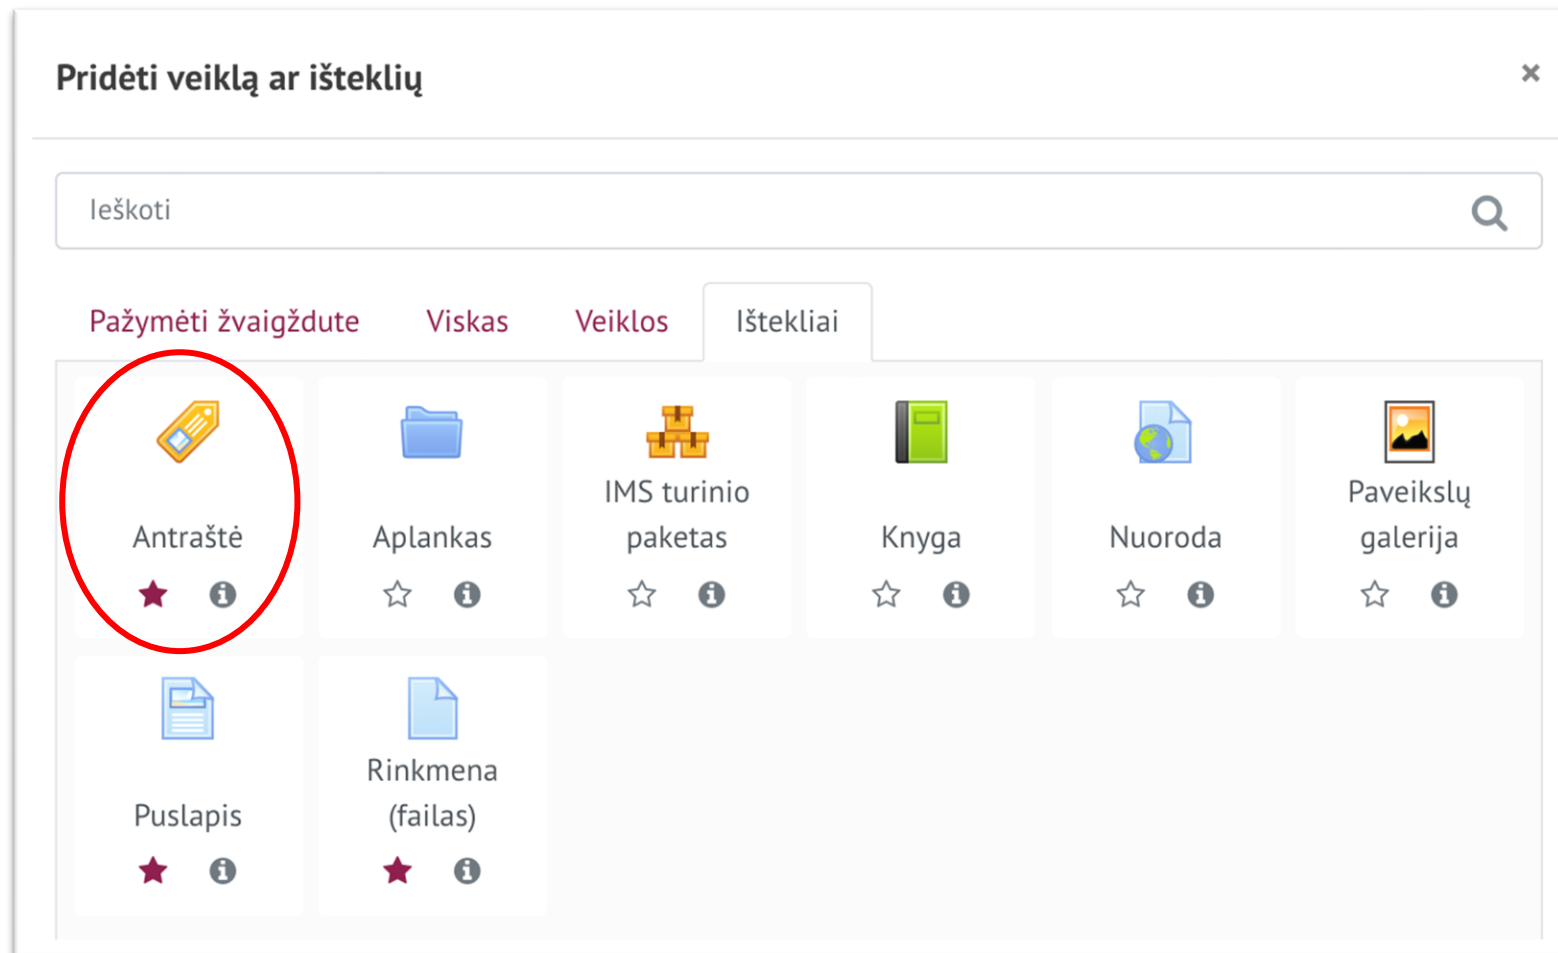 Pridėti veiklą ar išteklių
Ieškoti
Pažymėti žvaigždute
Viskas
Veiklos
Ištekliai
Antraštė
Aplankas
IMS turinio
paketas
Knyga
Nuoroda
Paveikslų
galerija
Puslapis
Rinkmena
(failas)